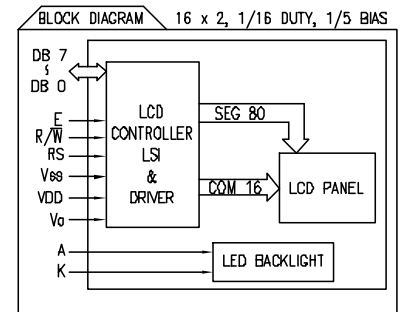 BLOCK DIAGRAM 16 x 2, 1/16 DUTY, 1/5 BIAS
DB 7
DB 0
E
R/W̅
RS
Vss
VDD
Vo
A
K
LCD
CONTROLLER
LSI
&
DRIVER
SEG 80
COM 16
LCD PANEL
LED BACKLIGHT